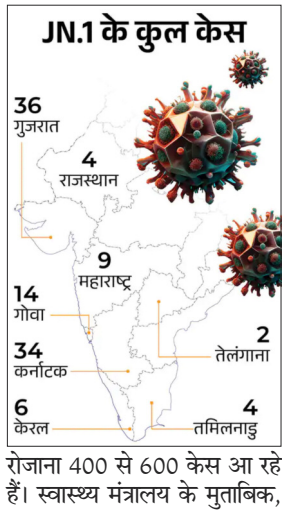 JN.1 के कुल केस
36
गुजरात
4
राजस्थान
9
महाराष्ट्र
14
गोवा
2
तेलंगाना
34
कर्नाटक
6
केरल
4
तमिलनाडु
रोजाना 400 से 600 केस आ रहे
हैं। स्वास्थ्य मंत्रालय के मुताबिक,